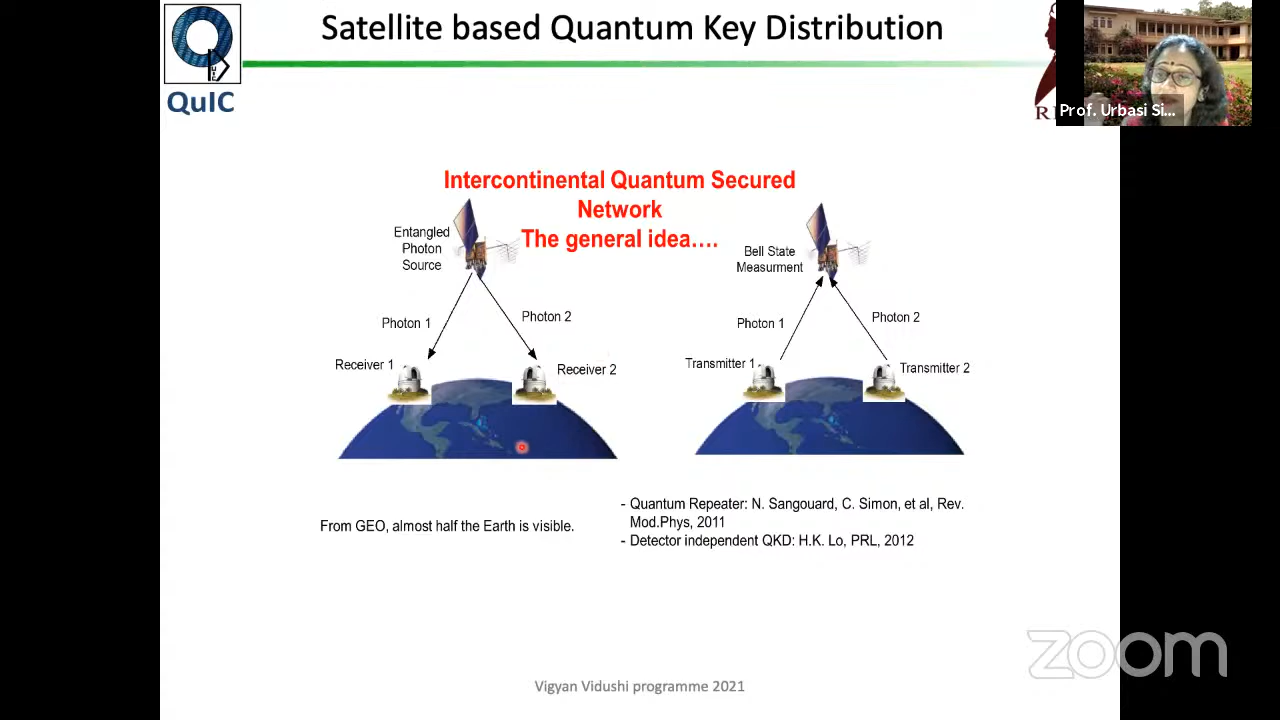 Satellite based Quantum Key Distribution
QuIC
Prof. Urbasi Si...
Intercontinental Quantum Secured
Network
The general idea....
Entangled
Photon
Source
Photon 1
Photon 2
Receiver 1
Receiver 2
Bell State
Measurment
Photon 1
Photon 2
Transmitter 1
Transmitter 2
From GEO, almost half the Earth is visible.
- Quantum Repeater: N. Sangouard, C. Simon, et al, Rev.
Mod.Phys, 2011
- Detector independent QKD: H.K. Lo, PRL, 2012
zoom
Vigyan Vidushi programme 2021